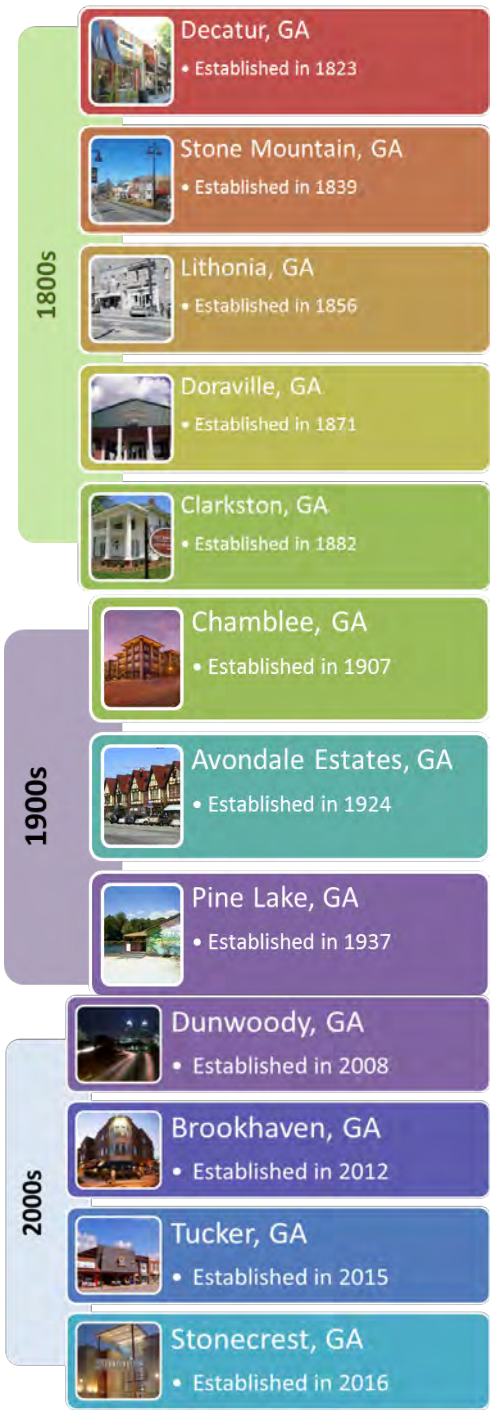 1800s
Decatur, GA
• Established in 1823
Stone Mountain, GA
• Established in 1839
Lithonia, GA
• Established in 1856
Doraville, GA
• Established in 1871
Clarkston, GA
• Established in 1882
1900s
Chamblee, GA
• Established in 1907
Avondale Estates, GA
• Established in 1924
Pine Lake, GA
• Established in 1937
2000s
Dunwoody, GA
• Established in 2008
Brookhaven, GA
• Established in 2012
Tucker, GA
• Established in 2015
Stonecrest, GA
• Established in 2016